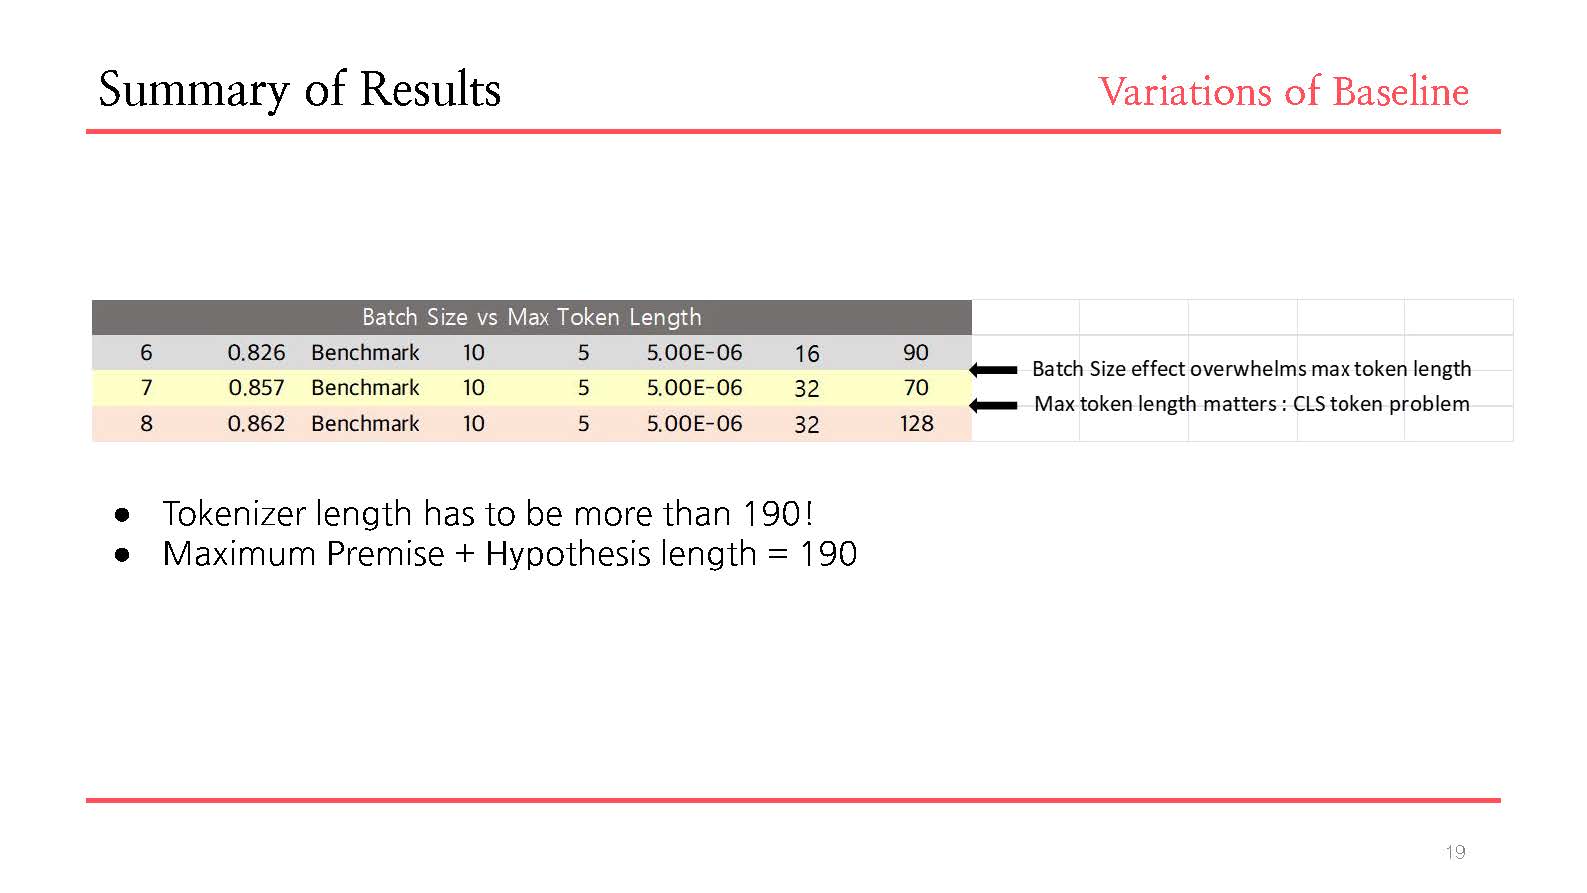 Summary of Results
Variations of Baseline
Batch Size vs Max Token Length
6 0.826 Benchmark 10 5 5.00E-06 16 90
7 0.857 Benchmark 10 5 5.00E-06 32 70
8 0.862 Benchmark 10 5 5.00E-06 32 128
Batch Size effect overwhelms max token length
Max token length matters : CLS token problem
● Tokenizer length has to be more than 190!
● Maximum Premise + Hypothesis length = 190
19